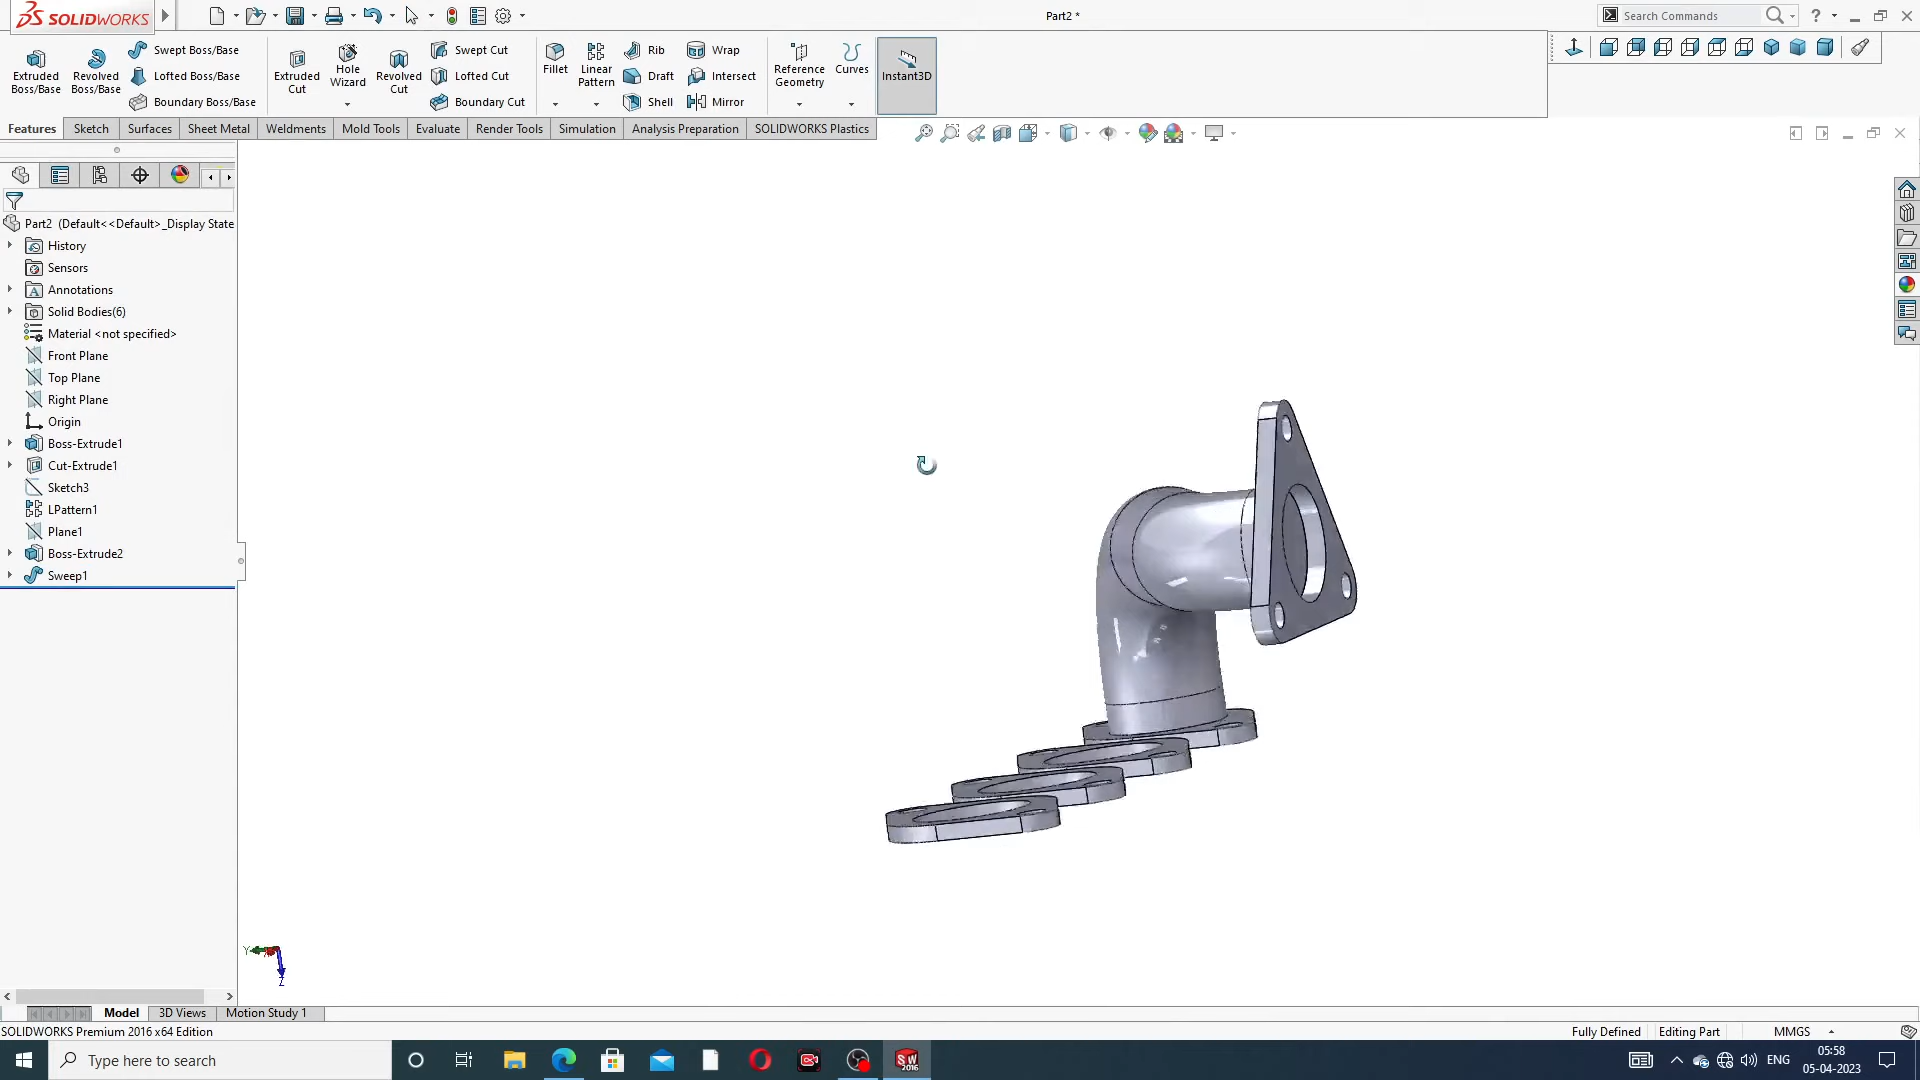 SOLIDWORKS
Part2 *
Search Commands
Extruded Boss/Base
Revolved Boss/Base
Swept Boss/Base
Lofted Boss/Base
Boundary Boss/Base
Extruded Cut
Hole Wizard
Revolved Cut
Swept Cut
Lofted Cut
Boundary Cut
Fillet
Linear Pattern
Rib
Draft
Shell
Wrap
Intersect
Mirror
Reference Geometry
Curves
Instant3D
Features
Sketch
Surfaces
Sheet Metal
Weldments
Mold Tools
Evaluate
Render Tools
Simulation
Analysis Preparation
SOLIDWORKS Plastics
Part2 (Default<<Default>_Display State
History
Sensors
Annotations
Solid Bodies(6)
Material <not specified>
Front Plane
Top Plane
Right Plane
Origin
Boss-Extrude1
Cut-Extrude1
Sketch3
LPattern1
Plane1
Boss-Extrude2
Sweep1
Y
Z
Model
3D Views
Motion Study 1
SOLIDWORKS Premium 2016 x64 Edition
Fully Defined
Editing Part
MMGS
Type here to search
SW
2016
ENG
05:58
05-04-2023